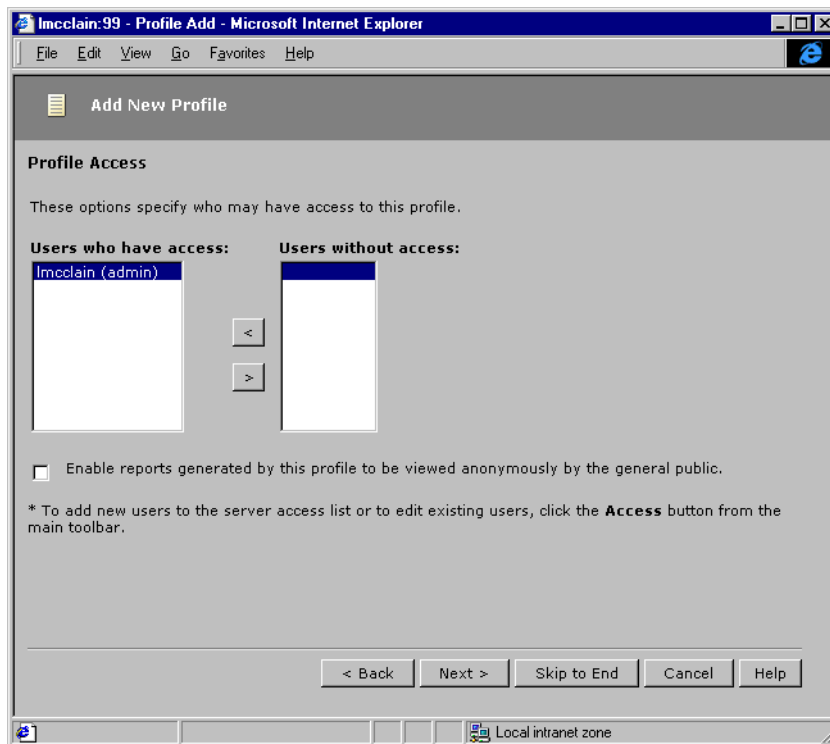 lmcclain:99 - Profile Add - Microsoft Internet Explorer
File Edit View Go Favorites Help
Add New Profile
Profile Access
These options specify who may have access to this profile.
Users who have access: Users without access:
lmcclain (admin)
<
>
Enable reports generated by this profile to be viewed anonymously by the general public.
* To add new users to the server access list or to edit existing users, click the Access button from the
main toolbar.
< Back Next > Skip to End Cancel Help
Local intranet zone